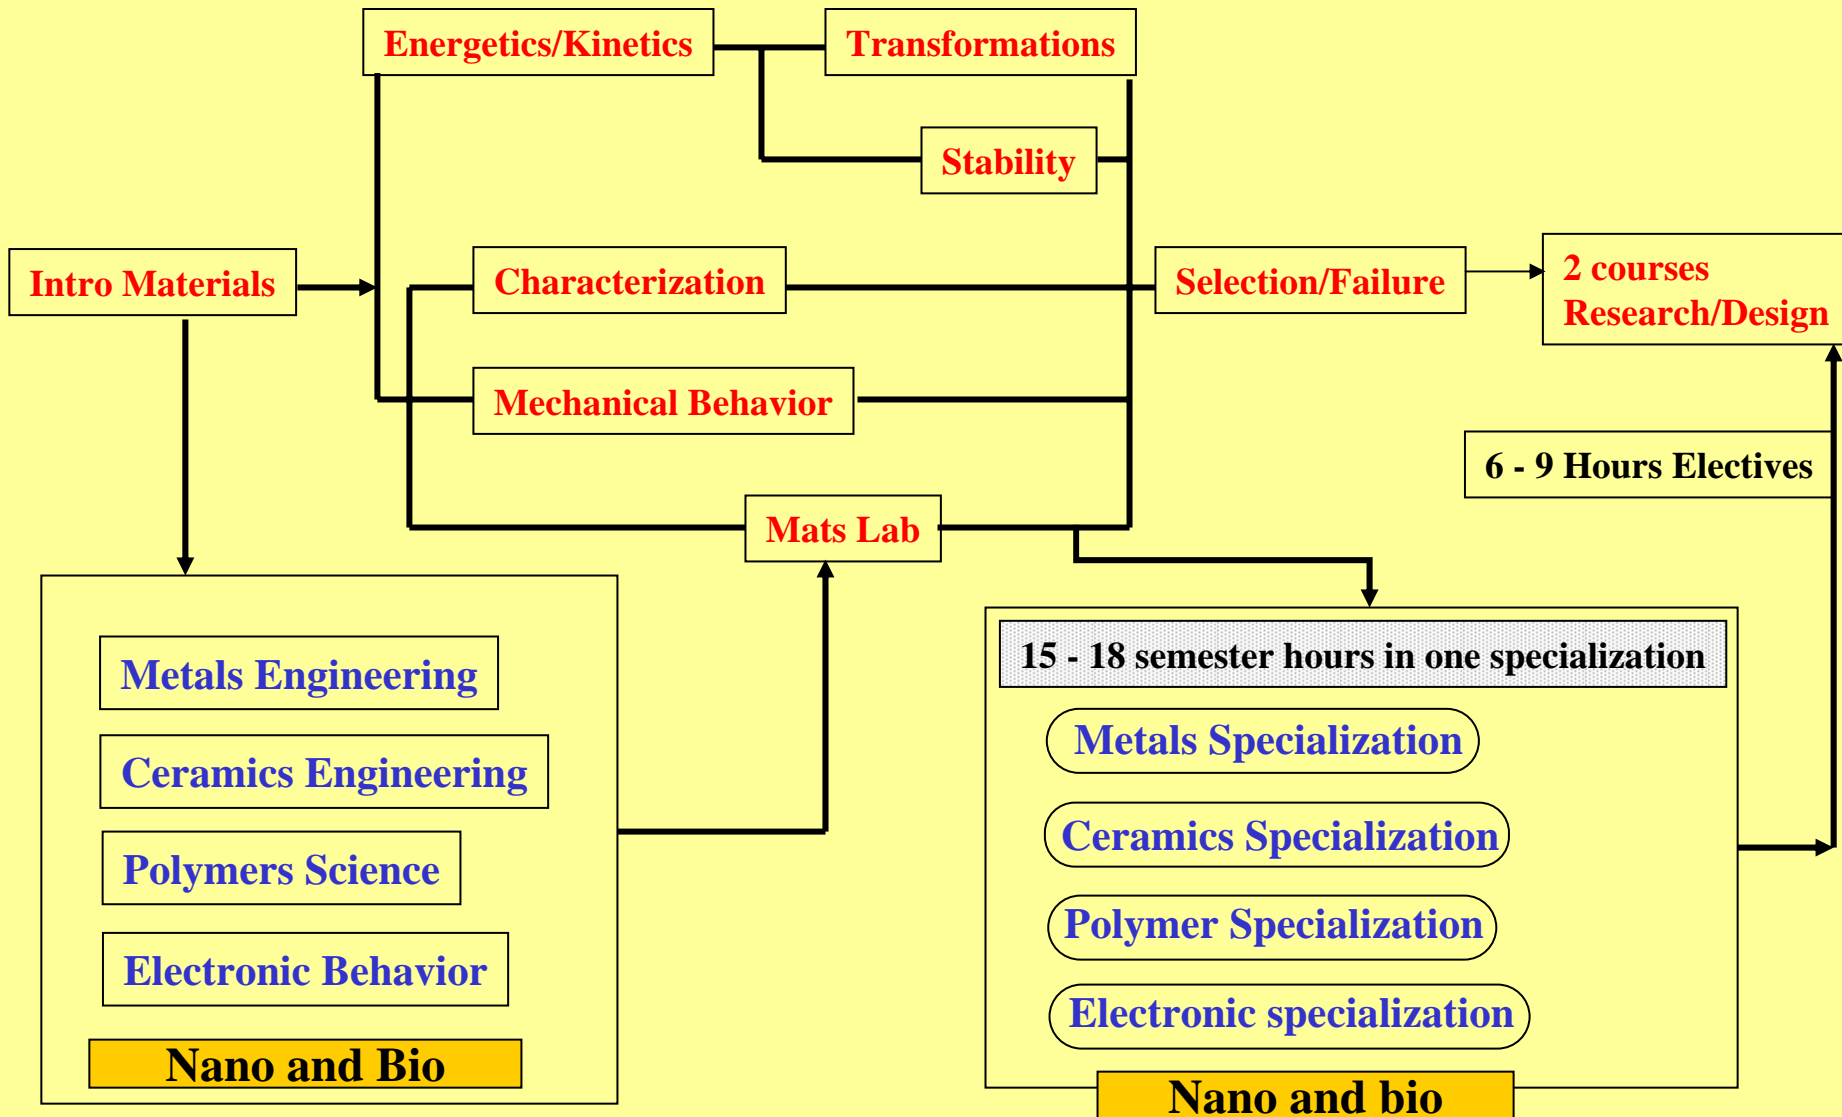 Energetics/Kinetics
Transformations
Stability
Intro Materials
Characterization
Selection/Failure
2 courses
Research/Design
Mechanical Behavior
6 - 9 Hours Electives
Mats Lab
Metals Engineering
Ceramics Engineering
Polymers Science
Electronic Behavior
Nano and Bio
15 - 18 semester hours in one specialization
Metals Specialization
Ceramics Specialization
Polymer Specialization
Electronic specialization
Nano and bio